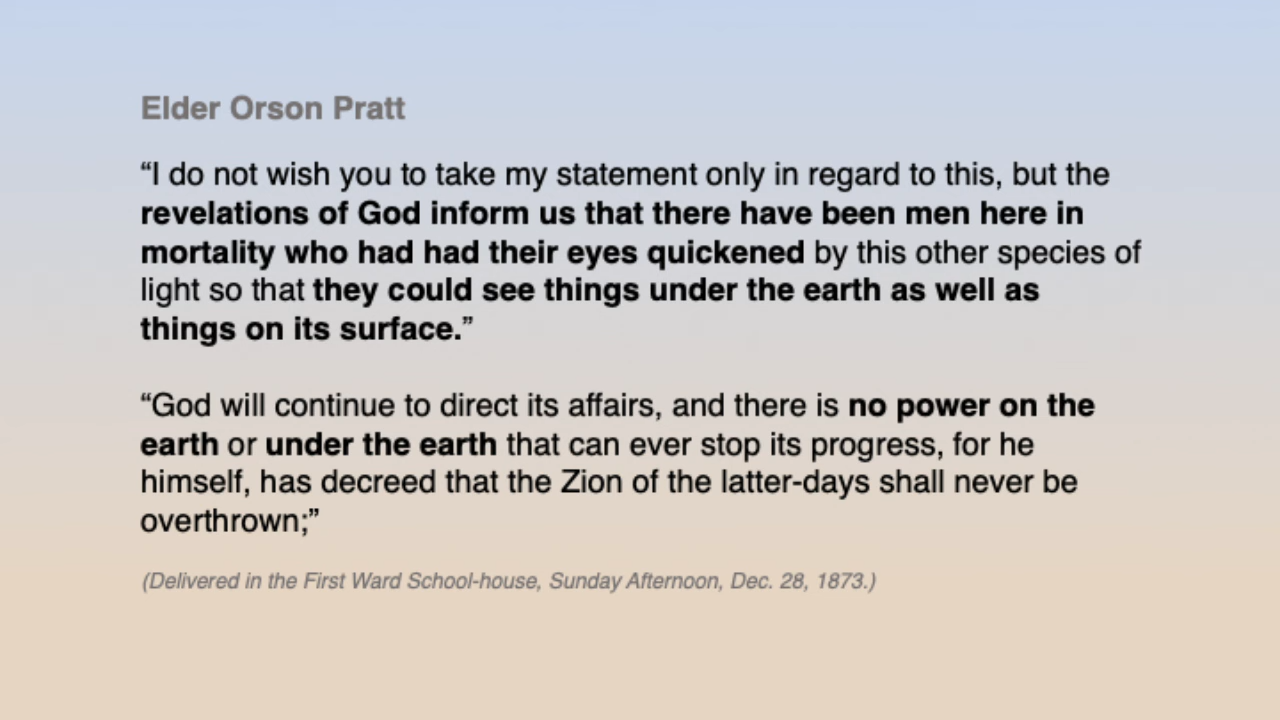 Elder Orson Pratt
“I do not wish you to take my statement only in regard to this, but the
revelations of God inform us that there have been men here in
mortality who had had their eyes quickened by this other species of
light so that they could see things under the earth as well as
things on its surface.”
“God will continue to direct its affairs, and there is no power on the
earth or under the earth that can ever stop its progress, for he
himself, has decreed that the Zion of the latter-days shall never be
overthrown;”
(Delivered in the First Ward School-house, Sunday Afternoon, Dec. 28, 1873.)